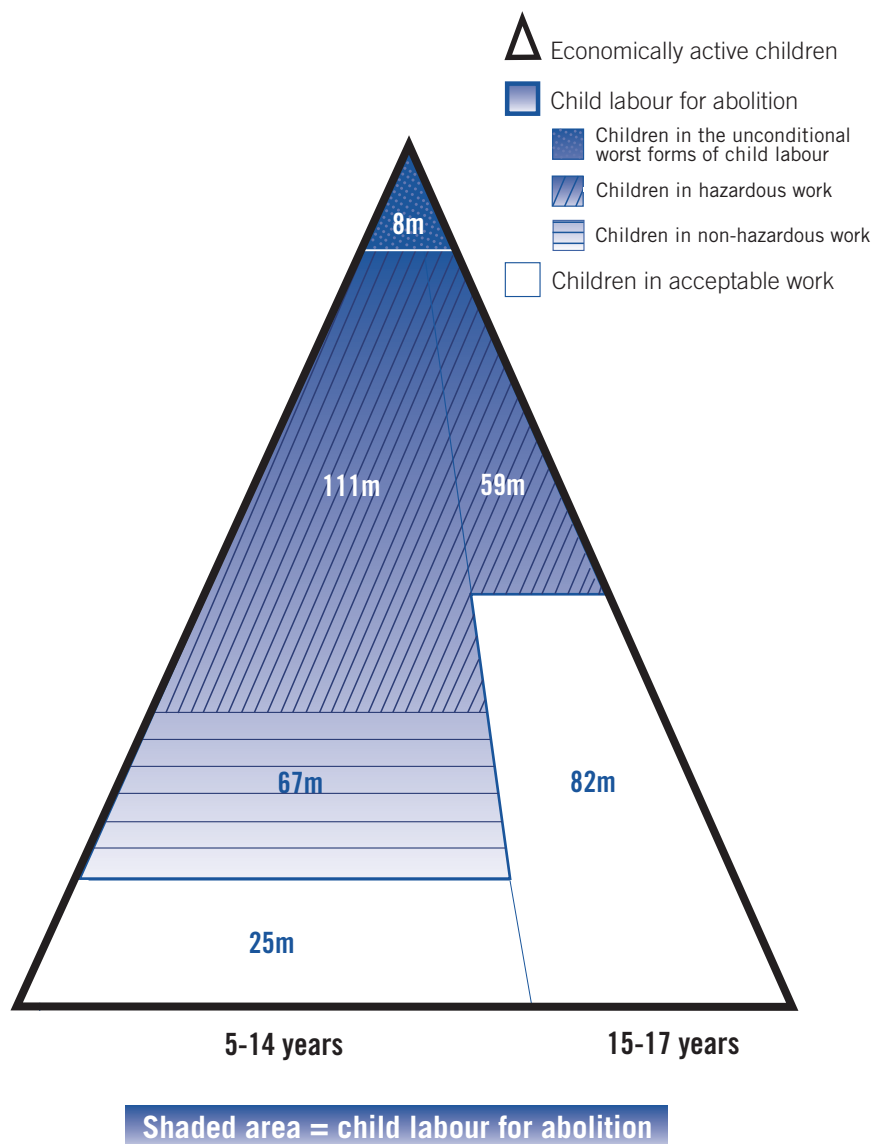 Economically active children
Child labour for abolition
Children in the unconditional
worst forms of child labour
Children in hazardous work
Children in non-hazardous work
Children in acceptable work
8m
111m
59m
67m
82m
25m
5-14 years
15-17 years
Shaded area = child labour for abolition